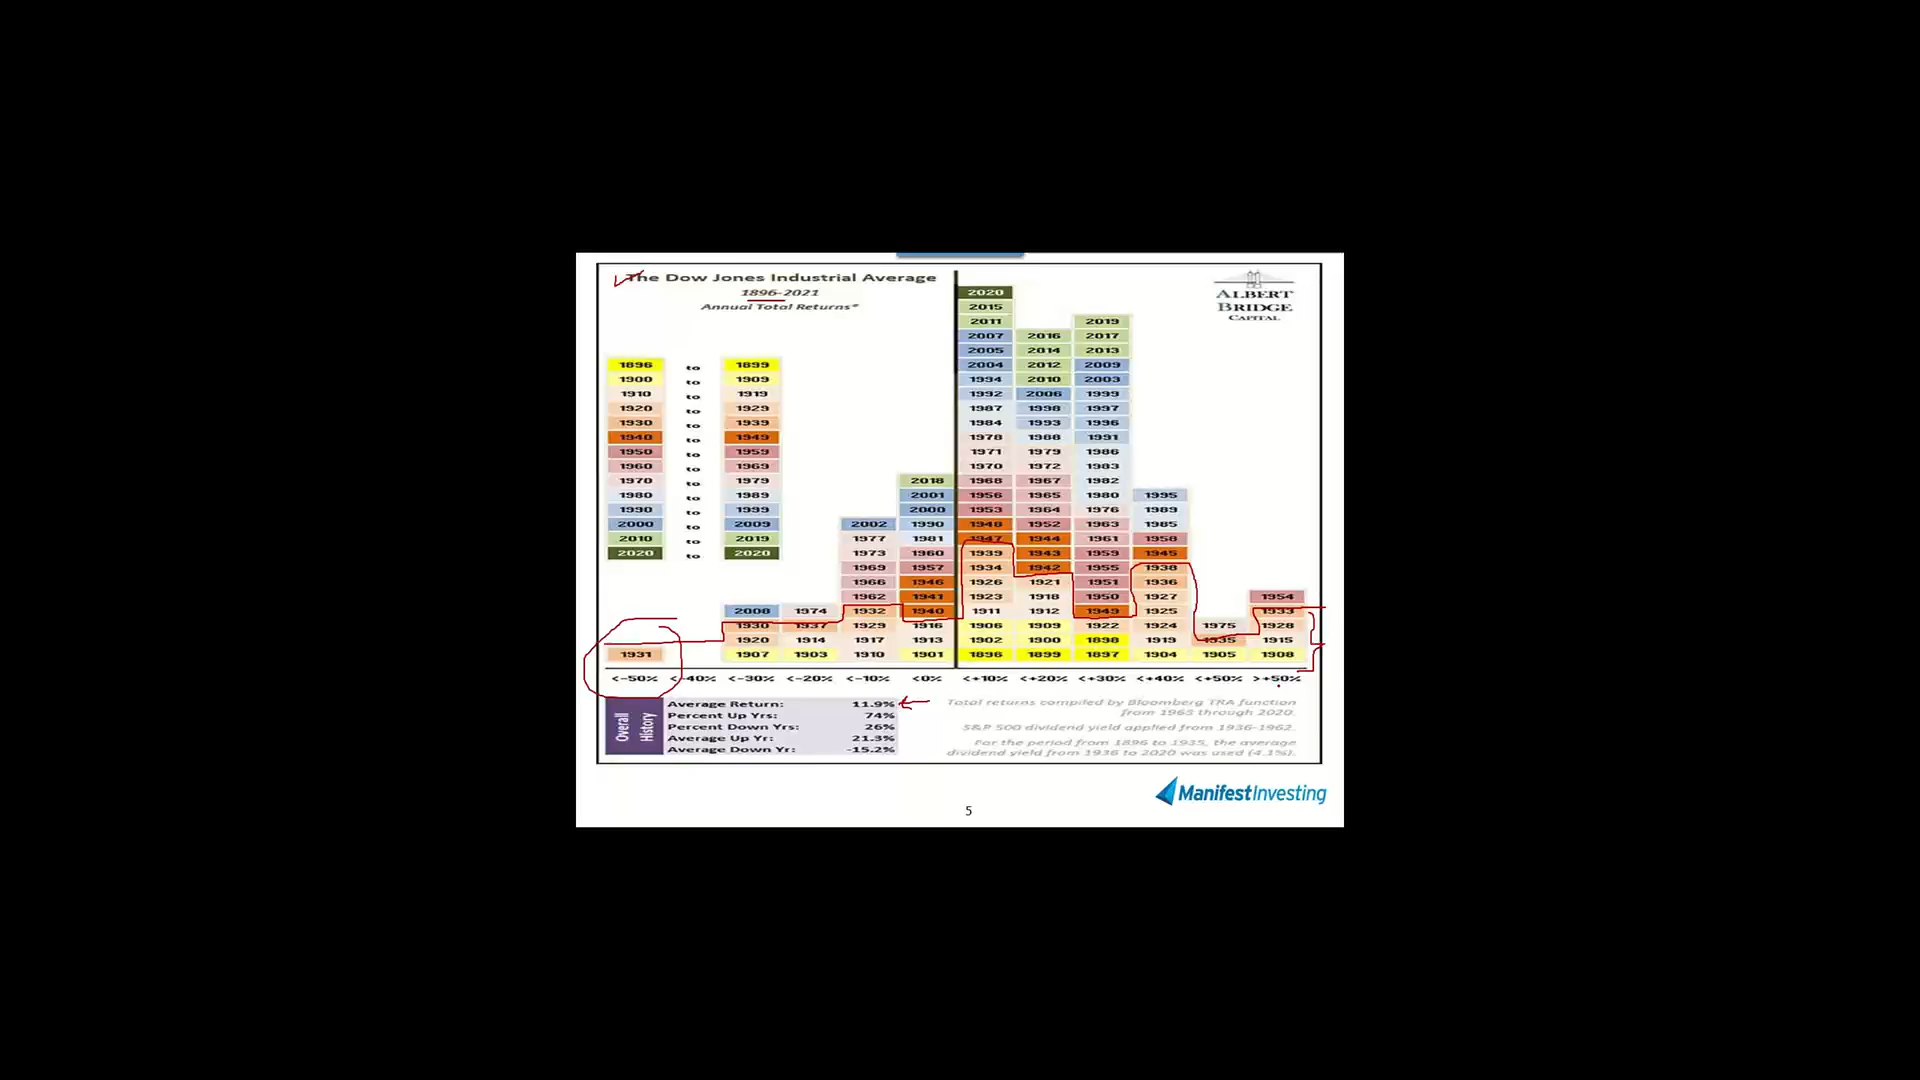 The Dow Jones Industrial Average
1896-2021
Annual Total Returns*
ALBERT
BRIDGE
CAPITAL
1896 to 1899
1900 to 1909
1910 to 1919
1920 to 1929
1930 to 1939
1940 to 1949
1950 to 1959
1960 to 1969
1970 to 1979
1980 to 1989
1990 to 1999
2000 to 2009
2010 to 2019
2020 to 2020
2020
2015
2011 2019
2007 2016 2017
2005 2014 2013
2004 2012 2009
1994 2010 2003
1992 2006 1999
1987 1998 1997
1984 1993 1996
1978 1988 1991
1971 1979 1986
1970 1972 1983
2018 1968 1967 1982
2001 1956 1965 1980 1995
2000 1953 1964 1976 1989
2002 1990 1948 1952 1963 1985
1977 1981 1947 1944 1961 1958
1973 1960 1939 1943 1959 1945
1969 1957 1934 1942 1955 1938
1966 1946 1926 1921 1951 1936
1962 1941 1923 1918 1950 1927 1954
2008 1974 1932 1940 1911 1912 1949 1925 1933
1930 1937 1929 1916 1906 1909 1922 1924 1975 1928
1920 1914 1917 1913 1902 1900 1898 1919 1935 1915
1931 1907 1903 1910 1901 1896 1899 1897 1904 1905 1908
<-50% <-40% <-30% <-20% <-10% <0% <+10% <+20% <+30% <+40% <+50% >+50%
Overall
History
Average Return: 11.9%
Percent Up Yrs: 74%
Percent Down Yrs: 26%
Average Up Yr: 21.3%
Average Down Yr: -15.2%
Total returns compiled by Bloomberg TRA function
from 1963 through 2020.
S&P 500 dividend yield applied from 1936-1962.
For the period from 1896 to 1935, the average
dividend yield from 1936 to 2020 was used (4.1%).
ManifestInvesting
5